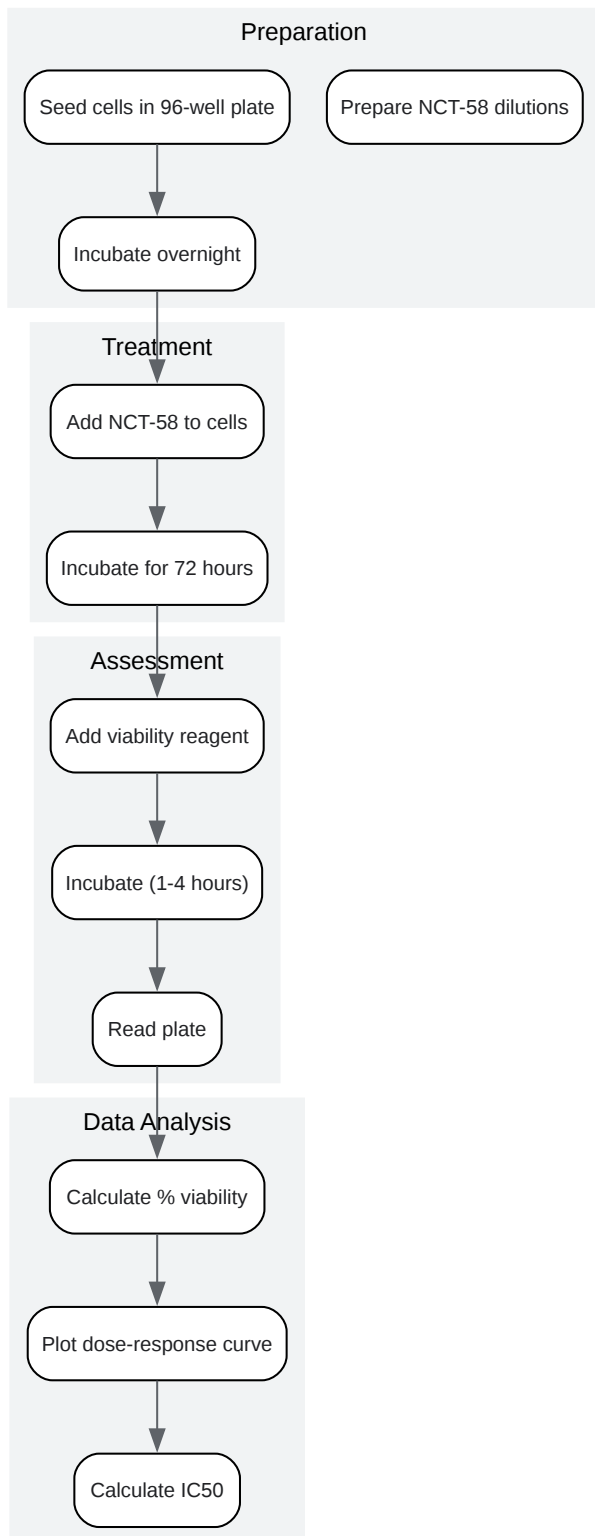 Preparation
Seed cells in 96-well plate
Prepare NCT-58 dilutions
Incubate overnight
Treatment
Add NCT-58 to cells
Incubate for 72 hours
Assessment
Add viability reagent
Incubate (1-4 hours)
Read plate
Data Analysis
Calculate % viability
Plot dose-response curve
Calculate IC50